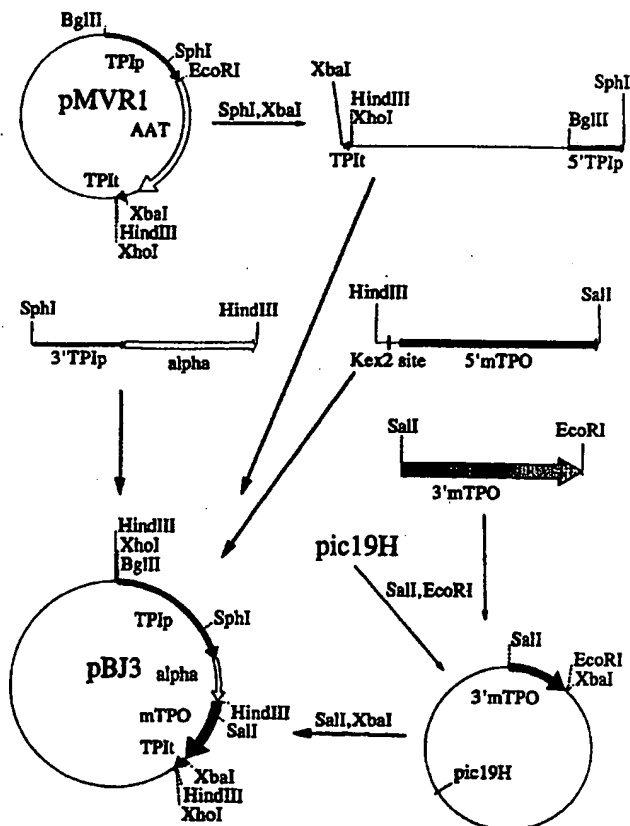 BglII
TPIp
SphI
EcoRI
pMVR1
AAT
TPIt
XbaI
HindIII
XhoI
SphI,XbaI
XbaI
HindIII
XhoI
TPIt
SphI
BglII
5'TPIp
SphI
HindIII
3'TPIp
alpha
HindIII
SalI
Kex2 site
5'mTPO
SalI
EcoRI
3'mTPO
pic19H
SalI,EcoRI
HindIII
XhoI
BglII
TPIp
SphI
pBJ3
alpha
mTPO
HindIII
SalI
TPIt
XbaI
HindIII
XhoI
SalI,XbaI
SalI
EcoRI
XbaI
3'mTPO
pic19H